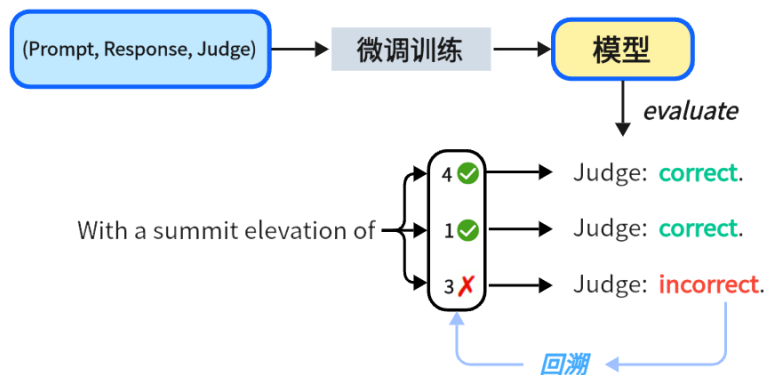 (Prompt, Response, Judge)
微调训练
模型
evaluate
With a summit elevation of
4
Judge: correct.
1
Judge: correct.
3
Judge: incorrect.
回溯